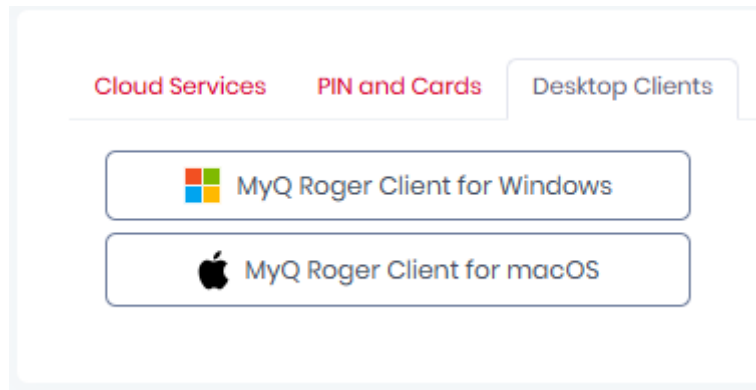 Cloud Services PIN and Cards Desktop Clients
MyQ Roger Client for Windows
MyQ Roger Client for macOS